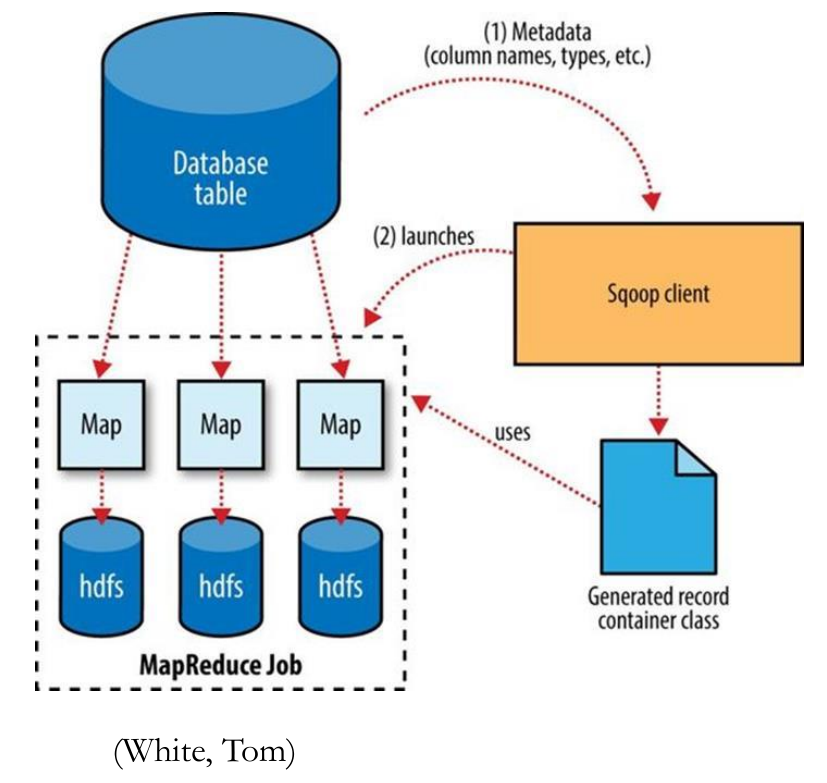 (1) Metadata
(column names, types, etc.)
Database
table
(2) launches
Sqoop client
Map
Map
Map
uses
hdfs
hdfs
hdfs
Generated record
container class
MapReduce Job
(White, Tom)